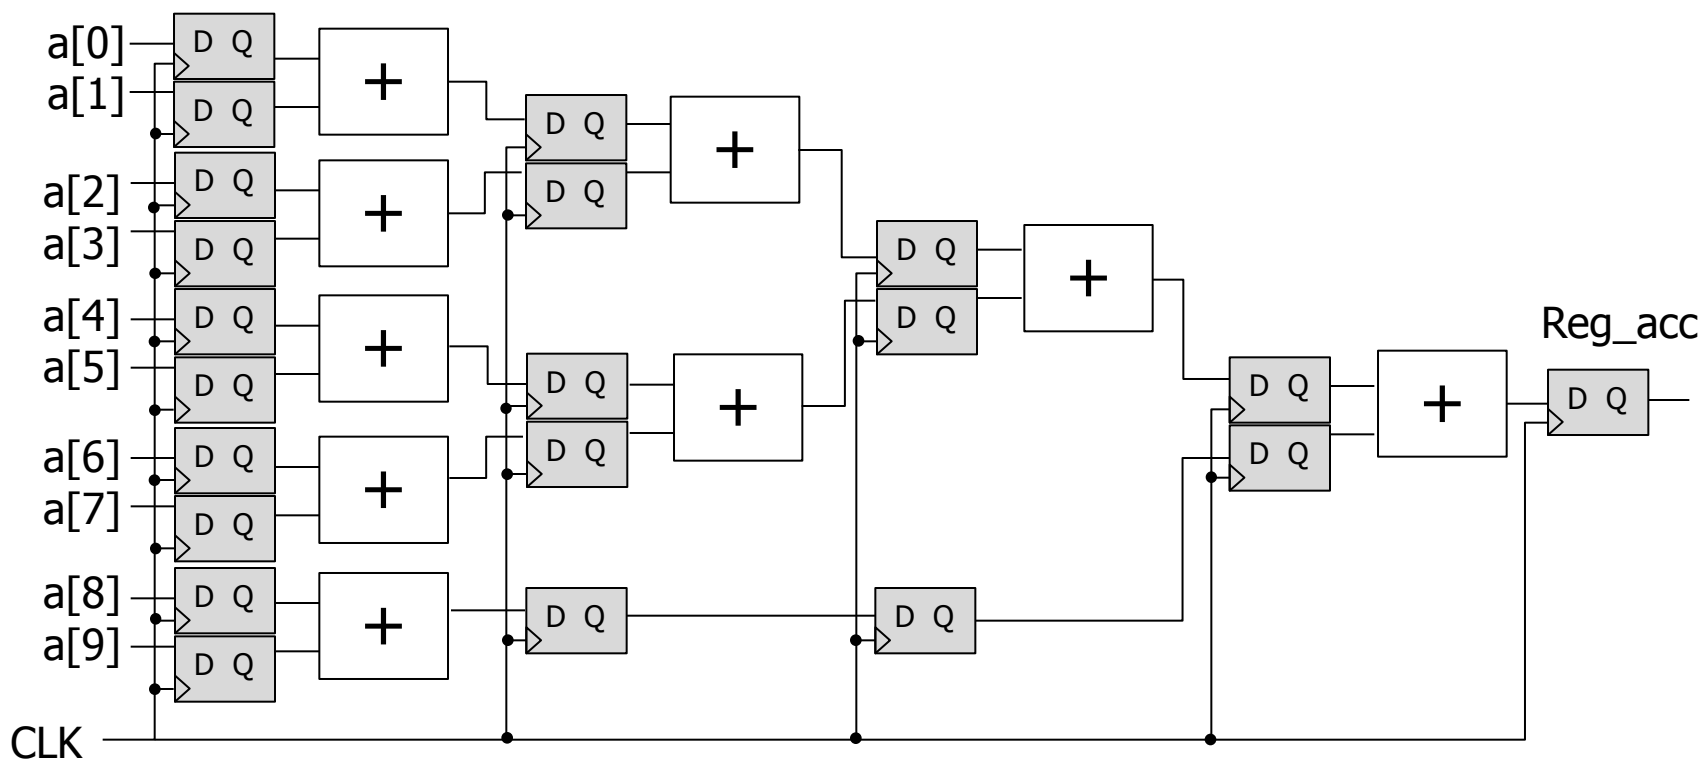 a[0]
D Q
+
a[1]
D Q
D Q
+
a[2]
D Q
+
D Q
a[3]
D Q
D Q
+
a[4]
D Q
+
D Q
Reg_acc
a[5]
D Q
D Q
+
D Q
+
D Q
a[6]
D Q
+
D Q
D Q
a[7]
D Q
a[8]
D Q
+
D Q
D Q
a[9]
D Q
CLK